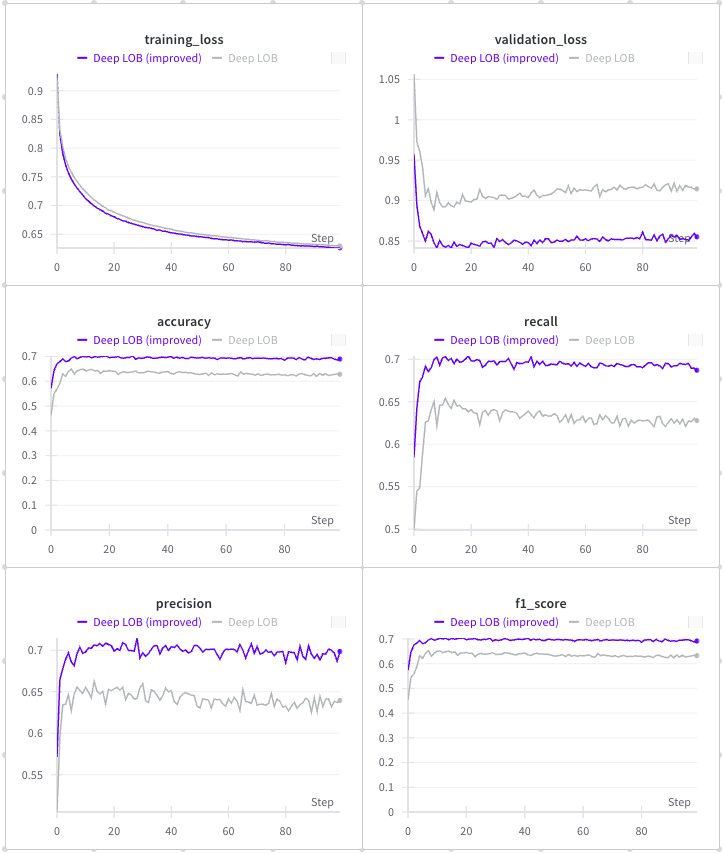 training_loss
Deep LOB (improved) Deep LOB
0.9
0.85
0.8
0.75
0.7
0.65
Step
0 20 40 60 80
validation_loss
Deep LOB (improved) Deep LOB
1.05
1
0.95
0.9
0.85
Step
0 20 40 60 80
accuracy
Deep LOB (improved) Deep LOB
0.7
0.6
0.5
0.4
0.3
0.2
0.1
0
Step
0 20 40 60 80
recall
Deep LOB (improved) Deep LOB
0.7
0.65
0.6
0.55
0.5
Step
0 20 40 60 80
precision
Deep LOB (improved) Deep LOB
0.7
0.65
0.6
0.55
Step
0 20 40 60 80
f1_score
Deep LOB (improved) Deep LOB
0.7
0.6
0.5
0.4
0.3
0.2
0.1
0
Step
0 20 40 60 80